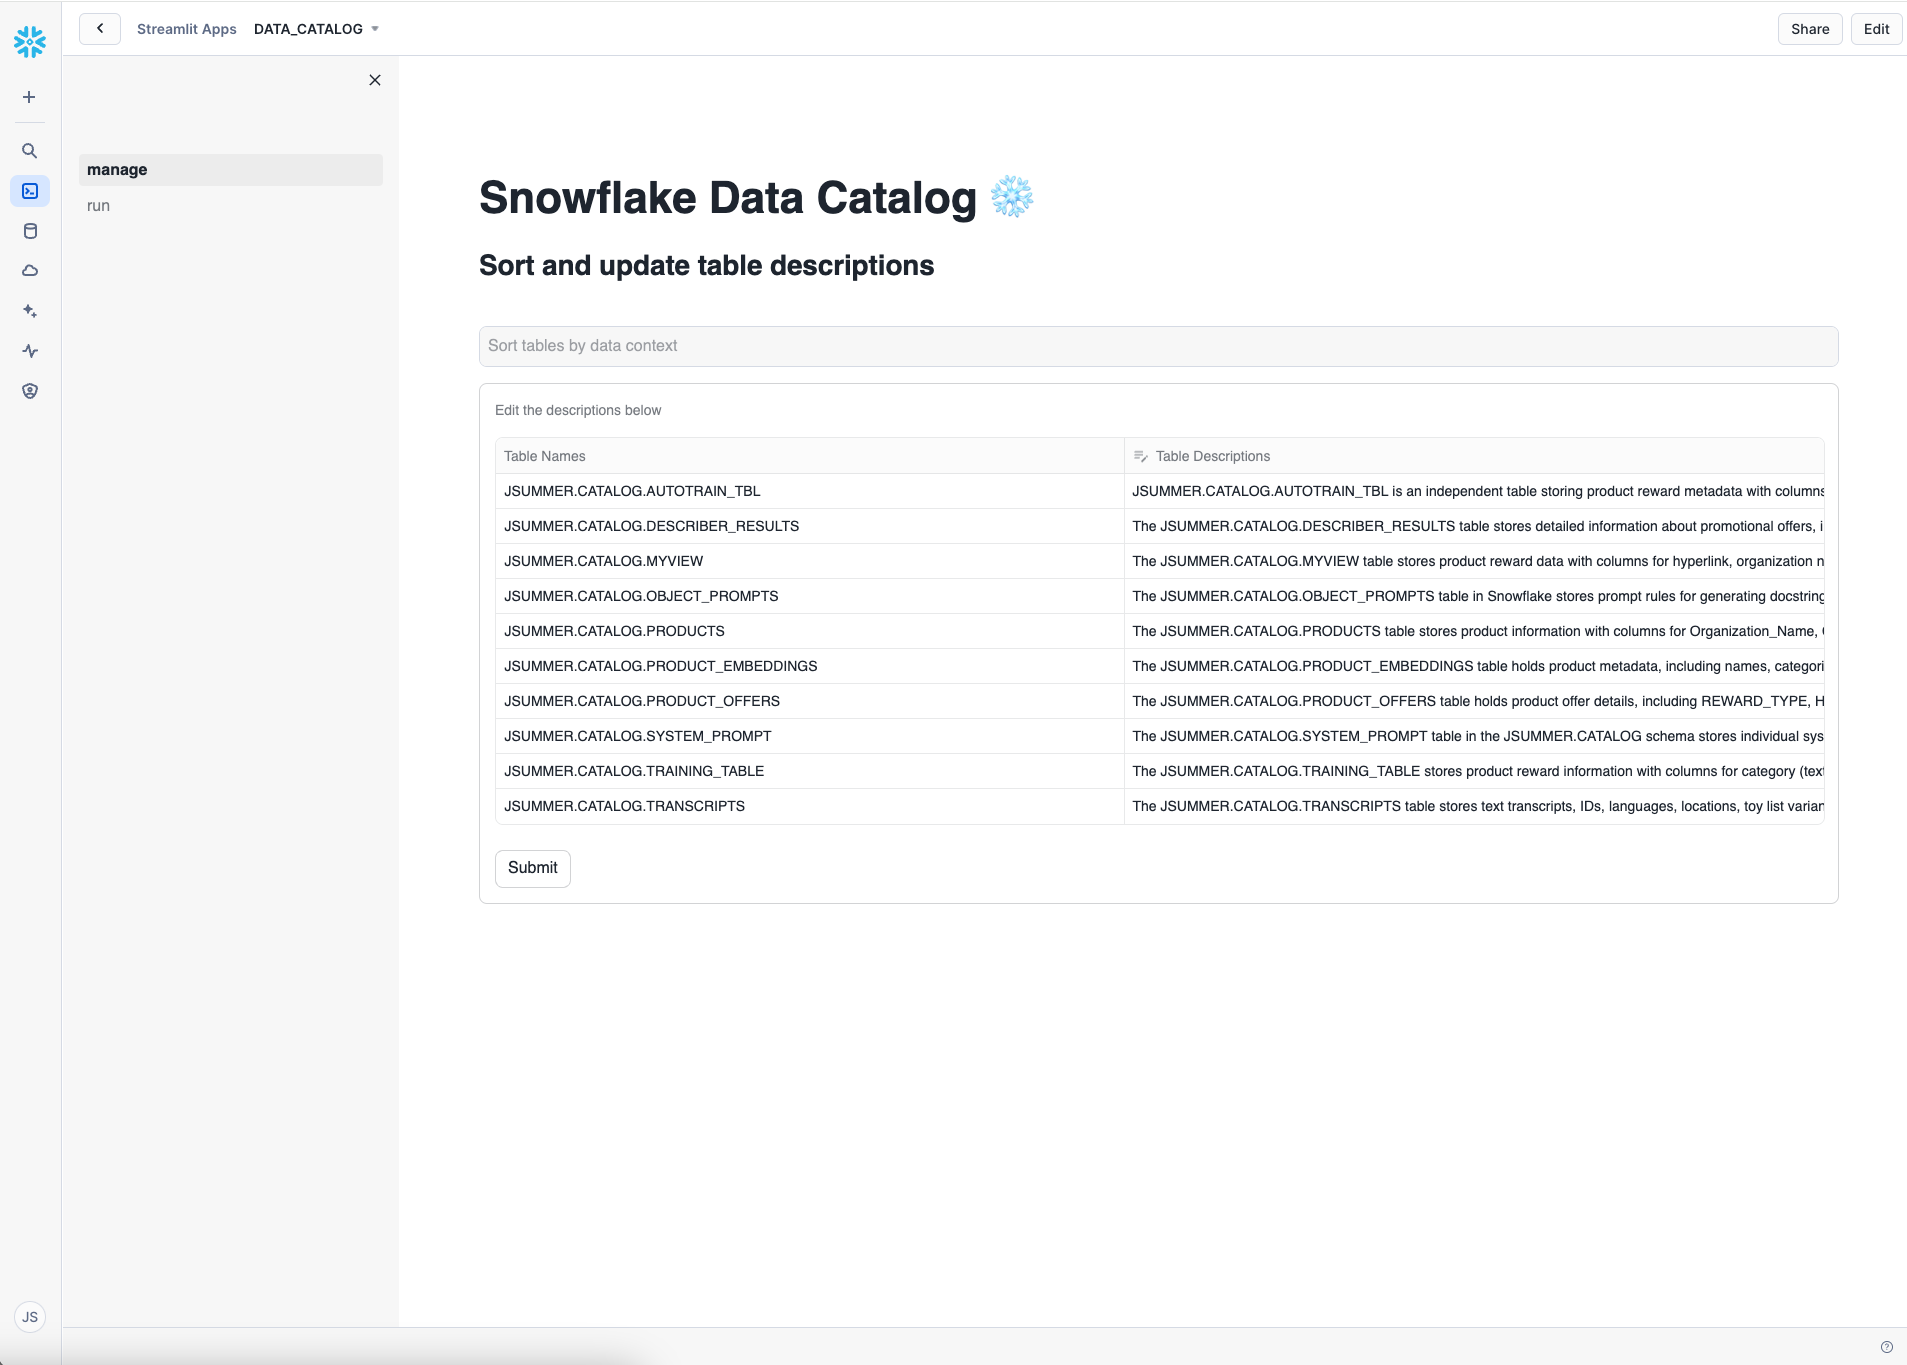 Streamlit Apps DATA_CATALOG
Share Edit
manage
run
Snowflake Data Catalog
Sort and update table descriptions
Sort tables by data context
Edit the descriptions below
Table Names Table Descriptions
JSUMMER.CATALOG.AUTOTRAIN_TBL JSUMMER.CATALOG.AUTOTRAIN_TBL is an independent table storing product reward metadata with columns
JSUMMER.CATALOG.DESCRIBER_RESULTS The JSUMMER.CATALOG.DESCRIBER_RESULTS table stores detailed information about promotional offers, i
JSUMMER.CATALOG.MYVIEW The JSUMMER.CATALOG.MYVIEW table stores product reward data with columns for hyperlink, organization n
JSUMMER.CATALOG.OBJECT_PROMPTS The JSUMMER.CATALOG.OBJECT_PROMPTS table in Snowflake stores prompt rules for generating docstring
JSUMMER.CATALOG.PRODUCTS The JSUMMER.CATALOG.PRODUCTS table stores product information with columns for Organization_Name,
JSUMMER.CATALOG.PRODUCT_EMBEDDINGS The JSUMMER.CATALOG.PRODUCT_EMBEDDINGS table holds product metadata, including names, categori
JSUMMER.CATALOG.PRODUCT_OFFERS The JSUMMER.CATALOG.PRODUCT_OFFERS table holds product offer details, including REWARD_TYPE, H
JSUMMER.CATALOG.SYSTEM_PROMPT The JSUMMER.CATALOG.SYSTEM_PROMPT table in the JSUMMER.CATALOG schema stores individual sys
JSUMMER.CATALOG.TRAINING_TABLE The JSUMMER.CATALOG.TRAINING_TABLE stores product reward information with columns for category (text
JSUMMER.CATALOG.TRANSCRIPTS The JSUMMER.CATALOG.TRANSCRIPTS table stores text transcripts, IDs, languages, locations, toy list varian
Submit
JS